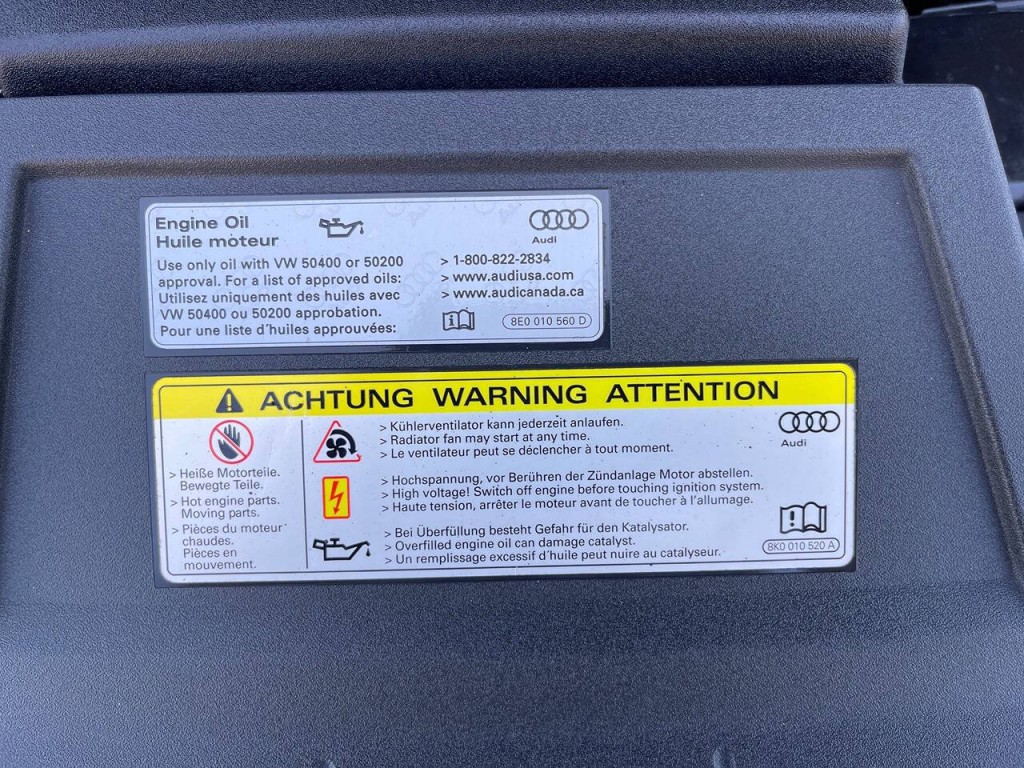 Engine Oil
Huile moteur
Audi
Use only oil with VW 50400 or 50200
approval. For a list of approved oils:
Utilisez uniquement des huiles avec
VW 50400 ou 50200 approbation.
Pour une liste d'huiles approuvées:
> 1-800-822-2834
> www.audiusa.com
> www.audicanada.ca
8E0 010 560 D
ACHTUNG WARNING ATTENTION
> Heiße Motorteile.
Bewegte Teile.
> Hot engine parts.
Moving parts.
> Pièces du moteur
chaudes.
Pièces en
mouvement.
> Kühlerventilator kann jederzeit anlaufen.
> Radiator fan may start at any time.
> Le ventilateur peut se déclencher à tout moment.
> Hochspannung, vor Berühren der Zündanlage Motor abstellen.
> High voltage! Switch off engine before touching ignition system.
> Haute tension, arrêter le moteur avant de toucher à l'allumage.
> Bei Überfüllung besteht Gefahr für den Katalysator.
> Overfilled engine oil can damage catalyst.
> Un remplissage excessif d'huile peut nuire au catalyseur.
Audi
8K0 010 520 A